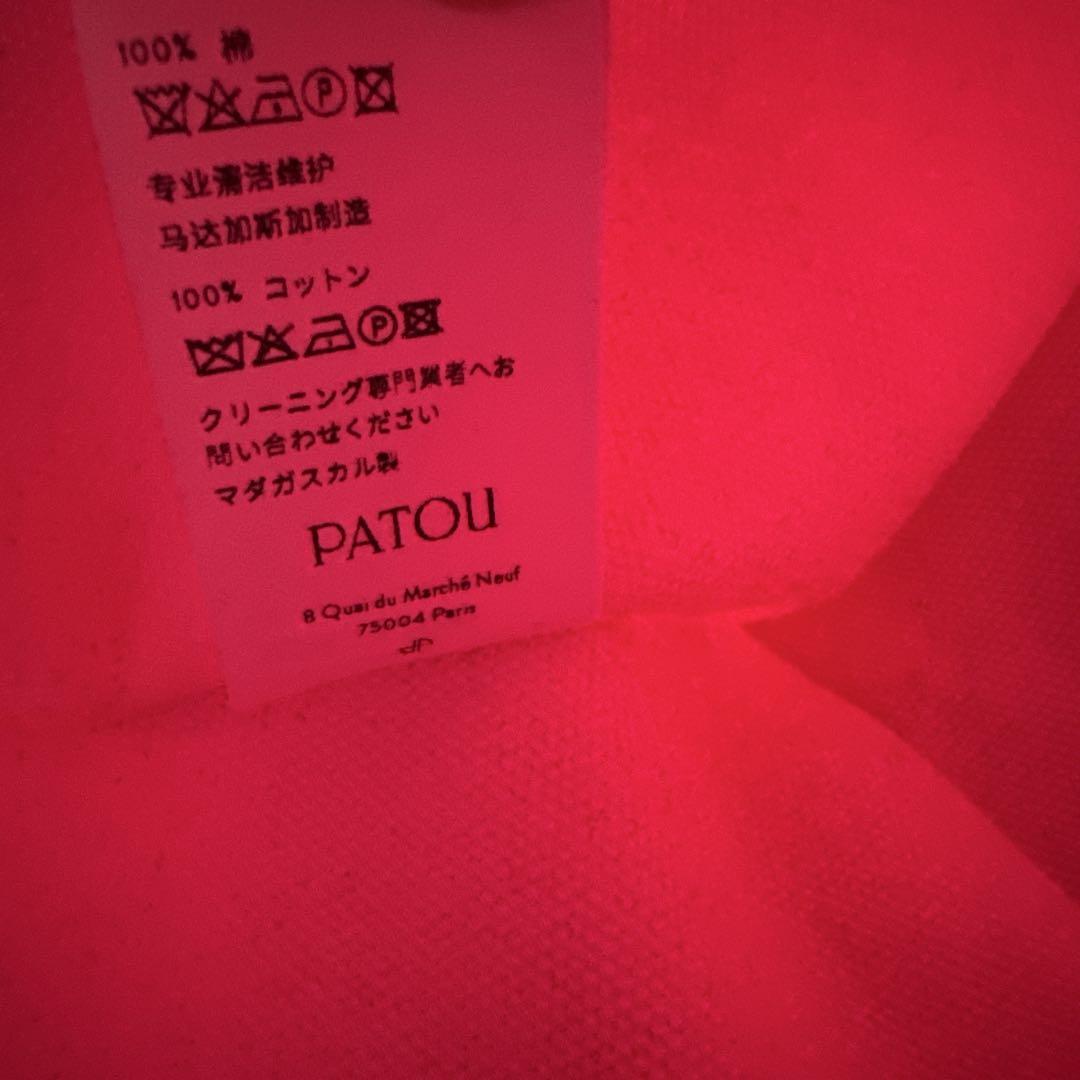 100% 棉
专业清洁维护
马达加斯加制造
100% コットン
クリーニング専門業者へお
問い合わせください
マダガスカル製
PATOU
8 Quai du Marché Neuf
75004 Paris
JP